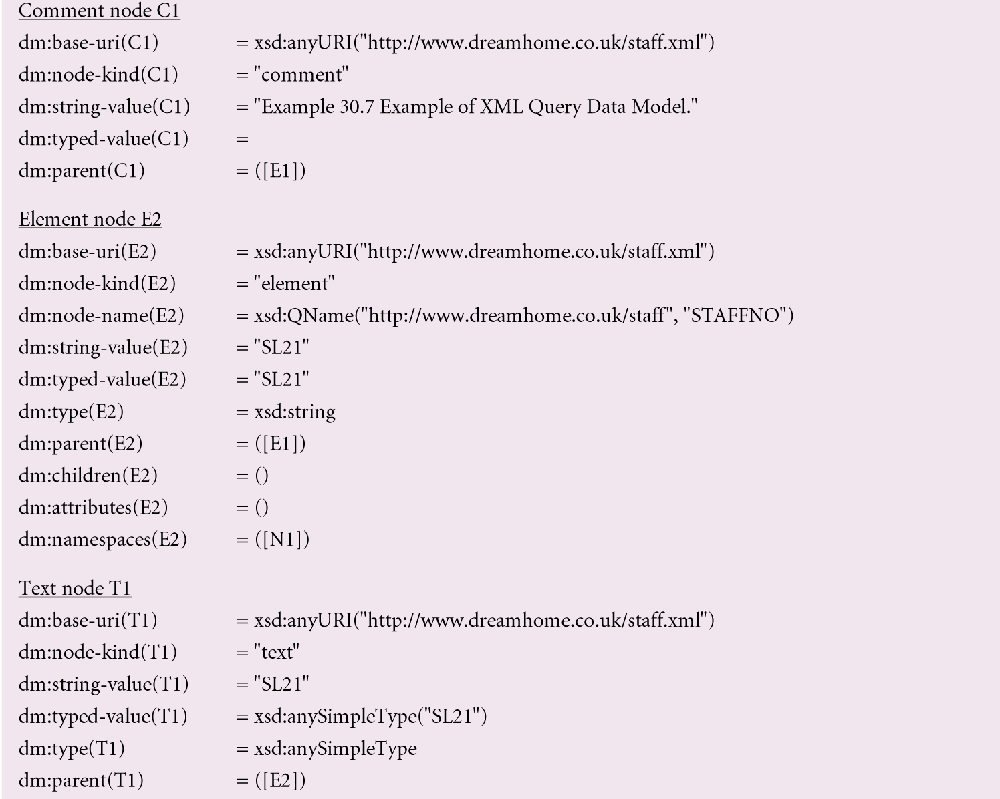 Comment node C1
dm:base-uri(C1) = xsd:anyURI("http://www.dreamhome.co.uk/staff.xml")
dm:node-kind(C1) = "comment"
dm:string-value(C1) = "Example 30.7 Example of XML Query Data Model."
dm:typed-value(C1) =
dm:parent(C1) = ([E1])
Element node E2
dm:base-uri(E2) = xsd:anyURI("http://www.dreamhome.co.uk/staff.xml")
dm:node-kind(E2) = "element"
dm:node-name(E2) = xsd:QName("http://www.dreamhome.co.uk/staff", "STAFFNO")
dm:string-value(E2) = "SL21"
dm:typed-value(E2) = "SL21"
dm:type(E2) = xsd:string
dm:parent(E2) = ([E1])
dm:children(E2) = ()
dm:attributes(E2) = ()
dm:namespaces(E2) = ([N1])
Text node T1
dm:base-uri(T1) = xsd:anyURI("http://www.dreamhome.co.uk/staff.xml")
dm:node-kind(T1) = "text"
dm:string-value(T1) = "SL21"
dm:typed-value(T1) = xsd:anySimpleType("SL21")
dm:type(T1) = xsd:anySimpleType
dm:parent(T1) = ([E2])